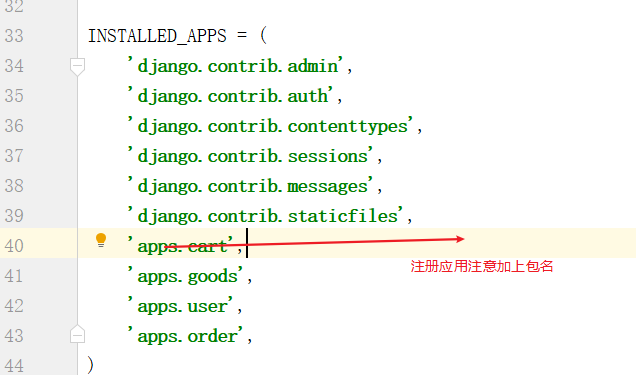 32
33 INSTALLED_APPS = (
34 'django.contrib.admin',
35 'django.contrib.auth',
36 'django.contrib.contenttypes',
37 'django.contrib.sessions',
38 'django.contrib.messages',
39 'django.contrib.staticfiles',
40 'apps.cart',
注册应用注意加上包名
41 'apps.goods',
42 'apps.user',
43 'apps.order',
44 )